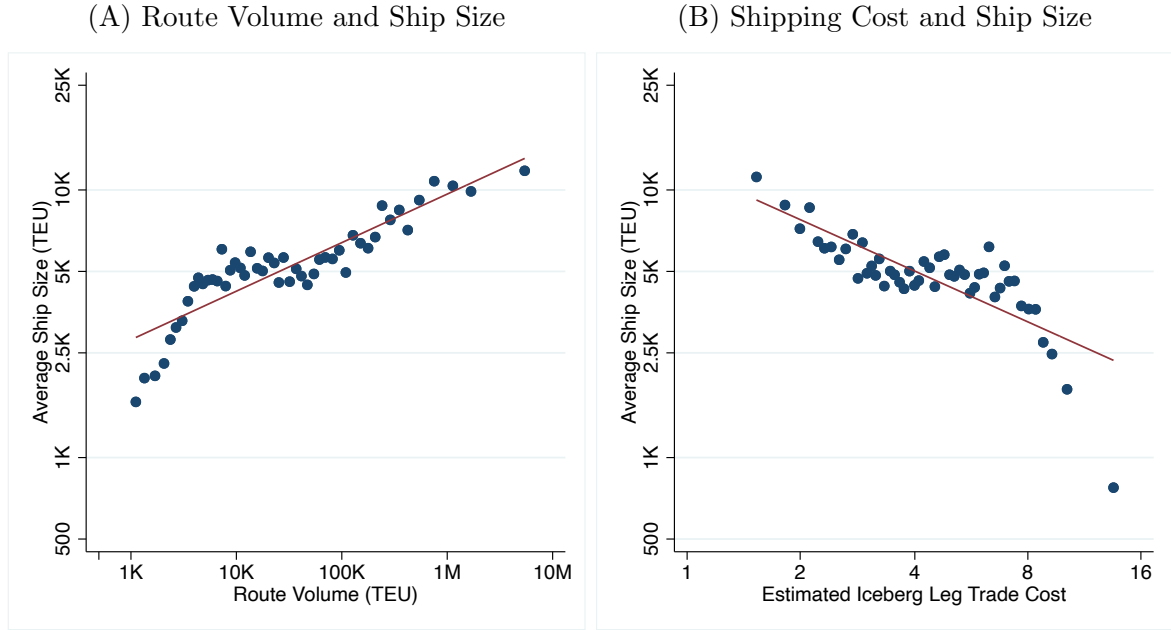 (A) Route Volume and Ship Size
Average Ship Size (TEU)
25K
10K
5K
2.5K
1K
500
1K
10K
100K
1M
10M
Route Volume (TEU)
(B) Shipping Cost and Ship Size
Average Ship Size (TEU)
25K
10K
5K
2.5K
1K
500
1
2
4
8
16
Estimated Iceberg Leg Trade Cost